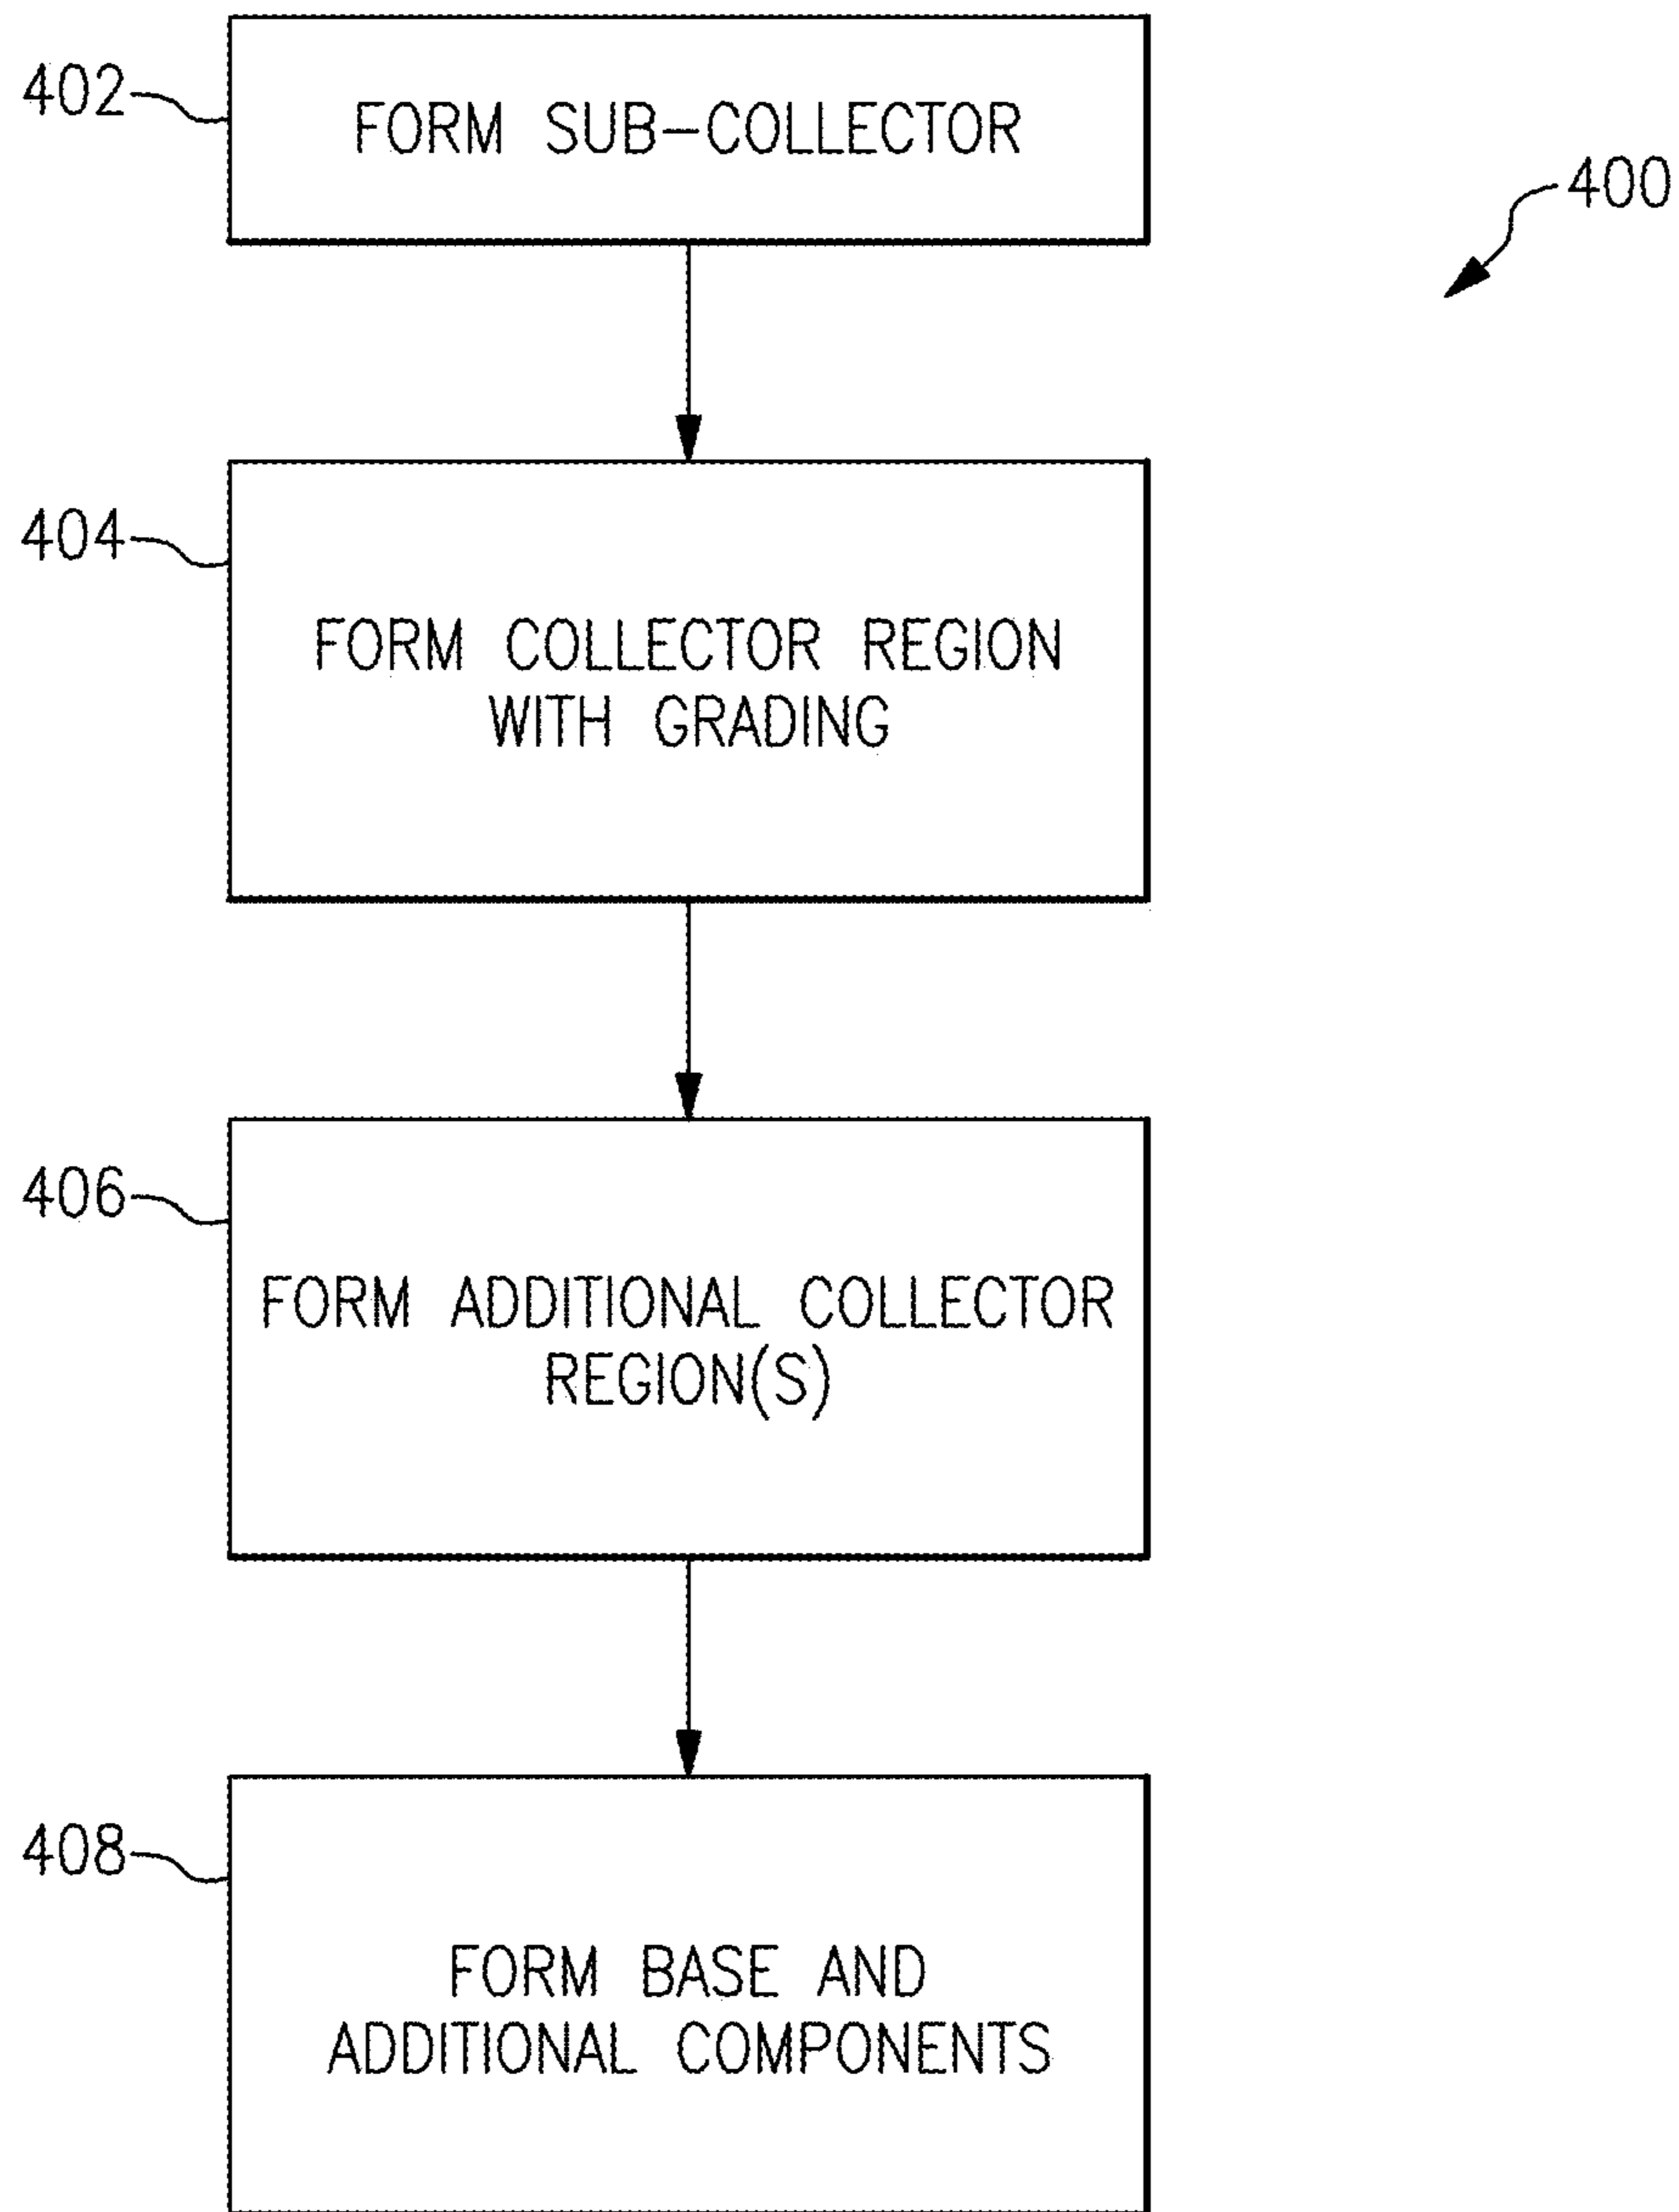 402
FORM SUB-COLLECTOR
400
404
FORM COLLECTOR REGION
WITH GRADING
406
FORM ADDITIONAL COLLECTOR
REGION(S)
408
FORM BASE AND
ADDITIONAL COMPONENTS